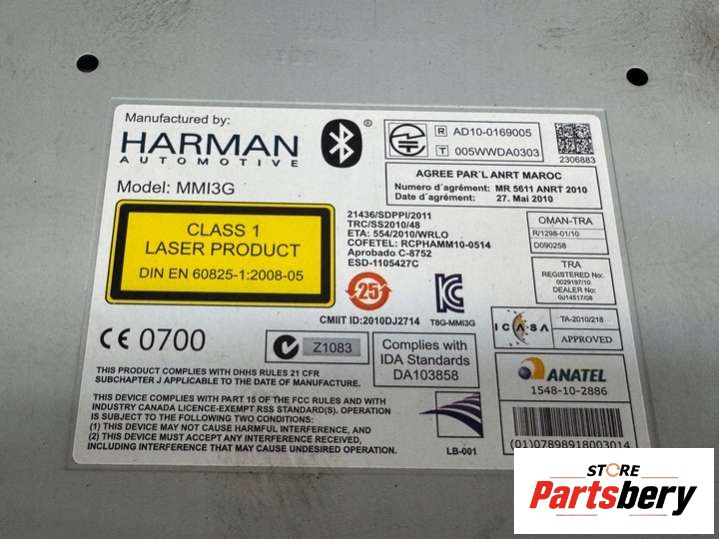 Manufactured by:
HARMAN
AUTOMOTIVE
Model: MMI3G
®
R AD10-0169005
T 005WWDA0303
2306883
AGREE PAR´L ANRT MAROC
Numero d´agrément: MR 5611 ANRT 2010
Date d´agrément: 27. Mai 2010
CLASS 1
LASER PRODUCT
DIN EN 60825-1:2008-05
21436/SDPPI/2011
TRC/SS2010/48
ETA: 554/2010/WRLO
COFETEL: RCPHAMM10-0514
Aprobado C-8752
ESD-1105427C
OMAN-TRA
R/1298-01/10
D090258
TRA
REGISTERED No:
0029197/10
DEALER No:
0J14517/08
25
CMIIT ID:2010DJ2714
T8G-MMI3G
ICASA
TA-2010/218
APPROVED
CE 0700
N
Z1083
Complies with
IDA Standards
DA103858
ANATEL
1548-10-2886
THIS PRODUCT COMPLIES WITH DHHS RULES 21 CFR
SUBCHAPTER J APPLICABLE TO THE DATE OF MANUFACTURE.
THIS DEVICE COMPLIES WITH PART 15 OF THE FCC RULES AND WITH
INDUSTRY CANADA LICENCE-EXEMPT RSS STANDARD(S). OPERATION
IS SUBJECT TO THE FOLLOWING TWO CONDITIONS:
(1) THIS DEVICE MAY NOT CAUSE HARMFUL INTERFERENCE, AND
(2) THIS DEVICE MUST ACCEPT ANY INTERFERENCE RECEIVED,
INCLUDING INTERFERENCE THAT MAY CAUSE UNDESIRED OPERATION.
LB-001
(01)07898918003014
STORE
Partsbery